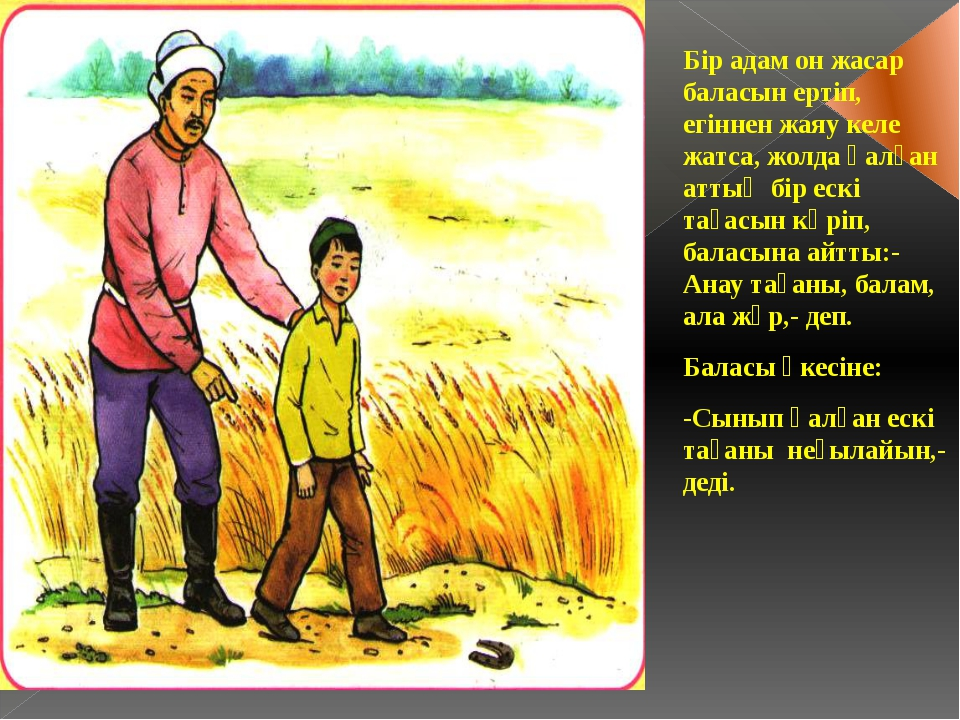 Бір адам он жасар
баласын ертіп,
егіннен жаяу келе
жатса, жолда қалған
аттың бір ескі
тағасын көріп,
баласына айтты:-
Анау тағаны, балам,
ала жүр,- деп.
Баласы әкесіне:
-Сынып қалған ескі
тағаны неғылайын,-
деді.